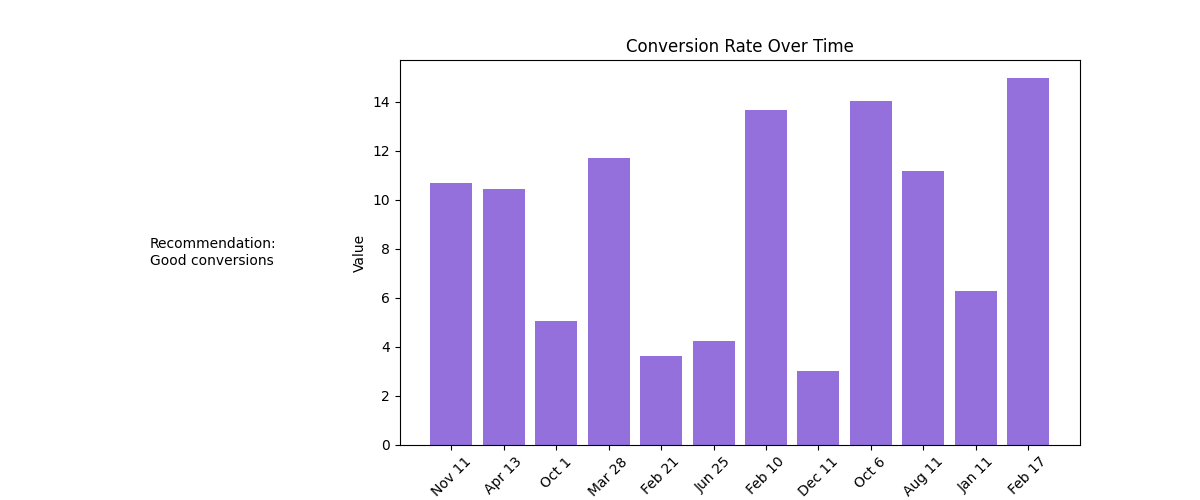 Conversion Rate Over Time
Recommendation:
Good conversions
Value
14
12
10
8
6
4
2
0
Nov 11
Apr 13
Oct 1
Mar 28
Feb 21
Jun 25
Feb 10
Dec 11
Oct 6
Aug 11
Jan 11
Feb 17